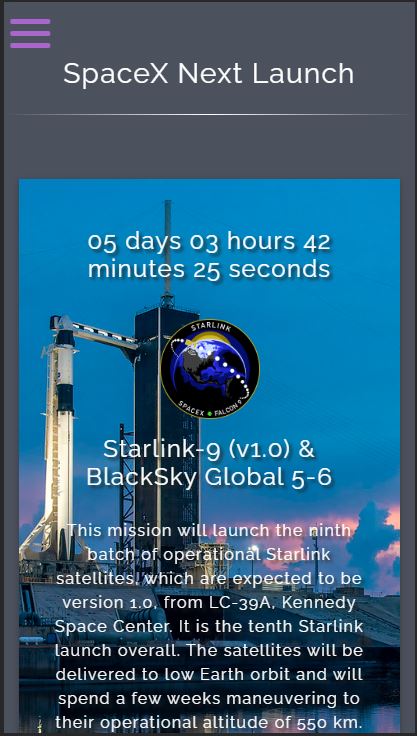 SpaceX Next Launch
05 days 03 hours 42
minutes 25 seconds
STARLINK
SPACEX FALCON 9
Starlink-9 (v1.0) &
BlackSky Global 5-6
This mission will launch the ninth
batch of operational Starlink
satellites, which are expected to be
version 1.0, from LC-39A, Kennedy
Space Center. It is the tenth Starlink
launch overall. The satellites will be
delivered to low Earth orbit and will
spend a few weeks maneuvering to
their operational altitude of 550 km.